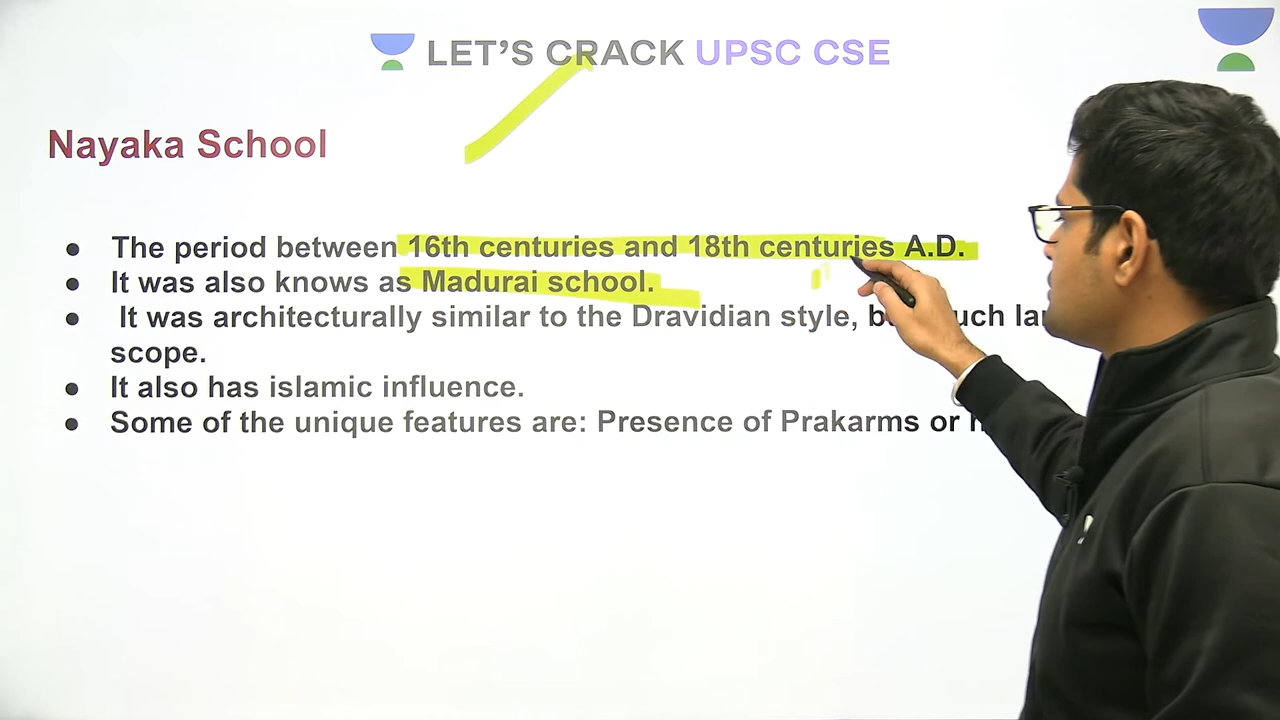 LET'S CRACK UPSC CSE
Nayaka School
● The period between 16th centuries and 18th centuries A.D.
● It was also knows as Madurai school.
● It was architecturally similar to the Dravidian style,
scope.
● It also has islamic influence.
● Some of the unique features are: Presence of Prakarms or